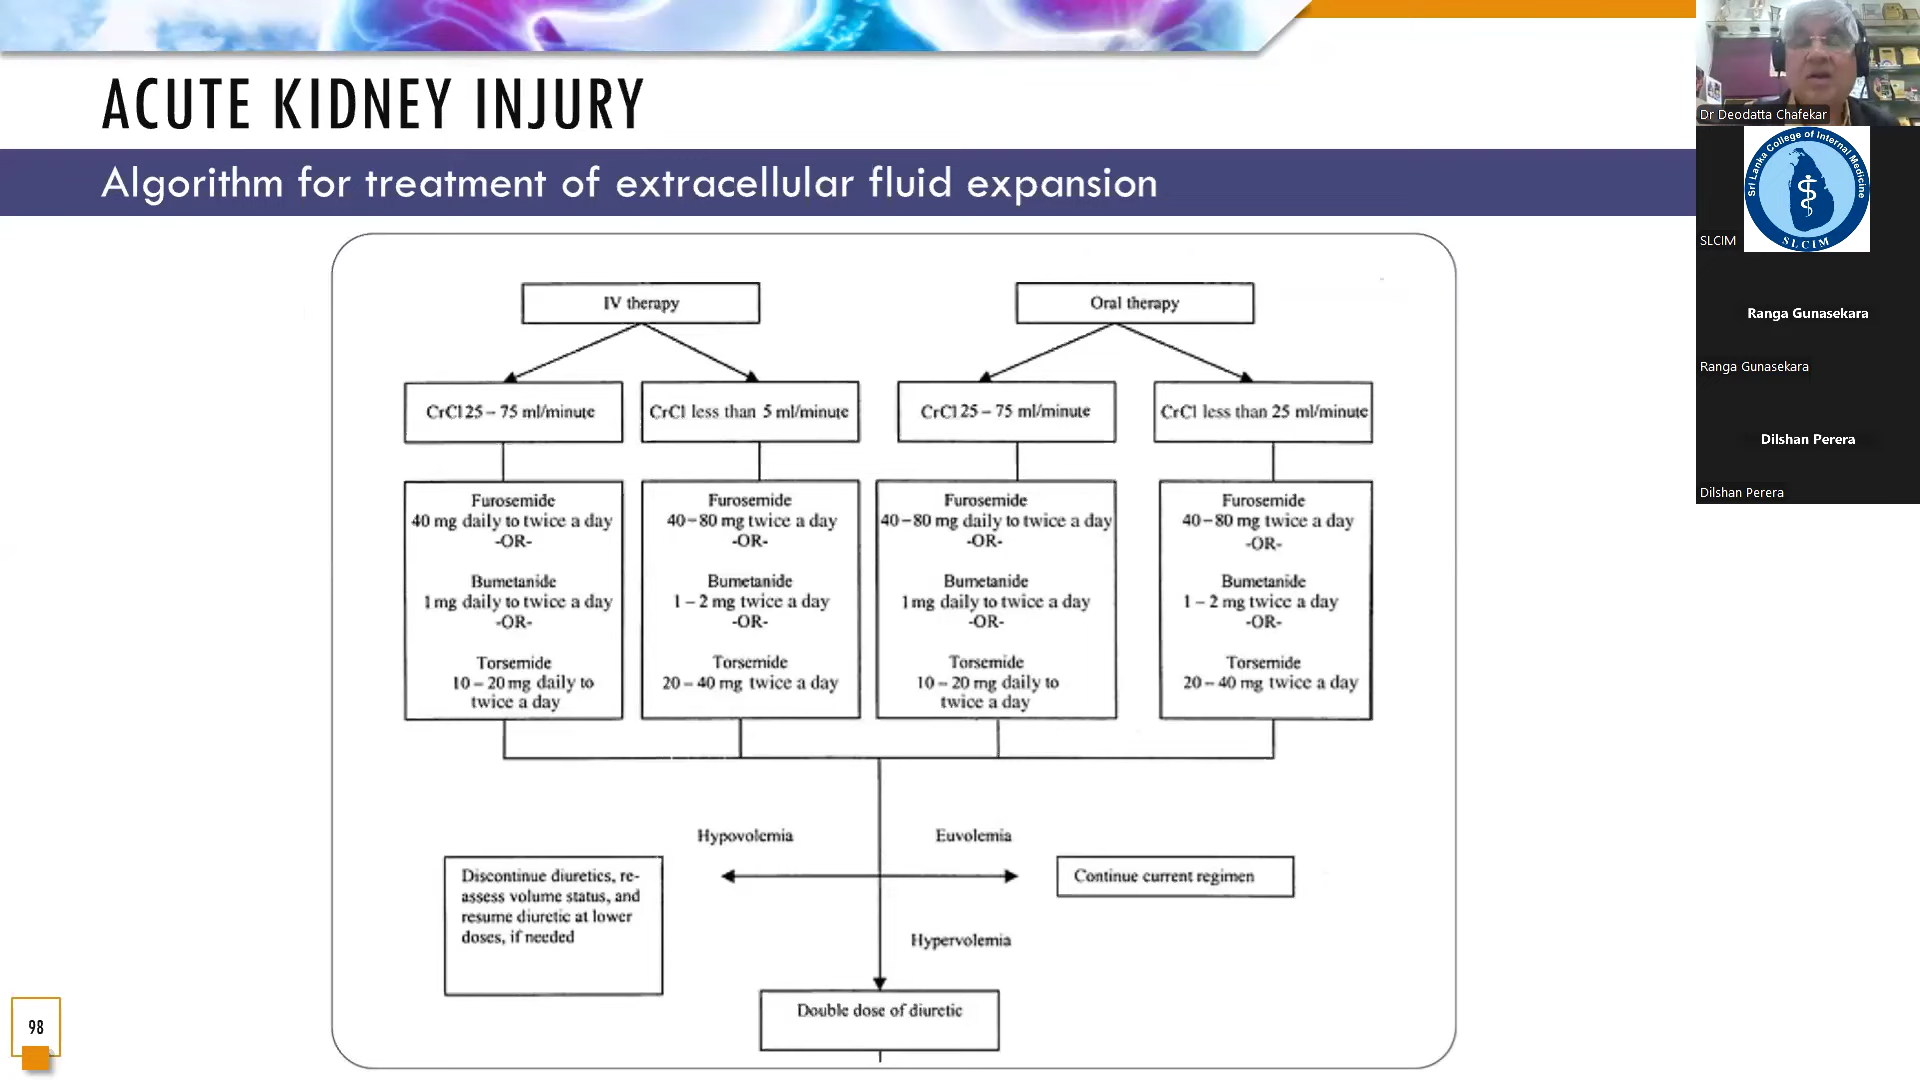 ACUTE KIDNEY INJURY
Algorithm for treatment of extracellular fluid expansion
IV therapy
Oral therapy
CrCl 25 – 75 ml/minute
CrCl less than 5 ml/minute
CrCl 25 – 75 ml/minute
CrCl less than 25 ml/minute
Furosemide
40 mg daily to twice a day
-OR-
Bumetanide
1 mg daily to twice a day
-OR-
Torsemide
10 – 20 mg daily to
twice a day
Furosemide
40–80 mg twice a day
-OR-
Bumetanide
1 – 2 mg twice a day
-OR-
Torsemide
20 – 40 mg twice a day
Furosemide
40–80 mg daily to twice a day
-OR-
Bumetanide
1 mg daily to twice a day
-OR-
Torsemide
10 – 20 mg daily to
twice a day
Furosemide
40–80 mg twice a day
-OR-
Bumetanide
1 – 2 mg twice a day
-OR-
Torsemide
20 – 40 mg twice a day
Hypovolemia
Euvolemia
Discontinue diuretics, re-
assess volume status, and
resume diuretic at lower
doses, if needed
Continue current regimen
Hypervolemia
Double dose of diuretic
98
Dr Deodatta Chafekar
Sri Lanka College of Internal Medicine
SLCIM
SLCIM
Ranga Gunasekara
Ranga Gunasekara
Dilshan Perera
Dilshan Perera